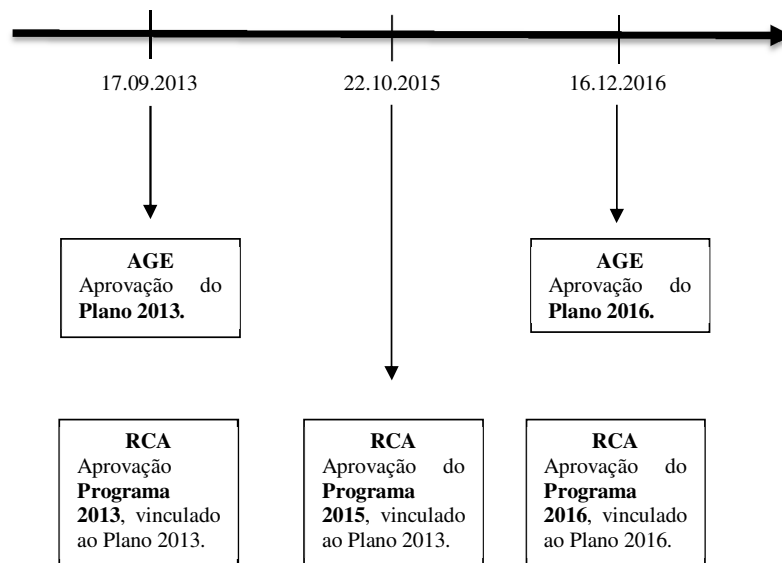 17.09.2013
22.10.2015
16.12.2016
AGE
Aprovação do
Plano 2013.
AGE
Aprovação do
Plano 2016.
RCA
Aprovação
Programa
2013, vinculado
ao Plano 2013.
RCA
Aprovação do
Programa
2015, vinculado
ao Plano 2013.
RCA
Aprovação do
Programa
2016, vinculado
ao Plano 2016.